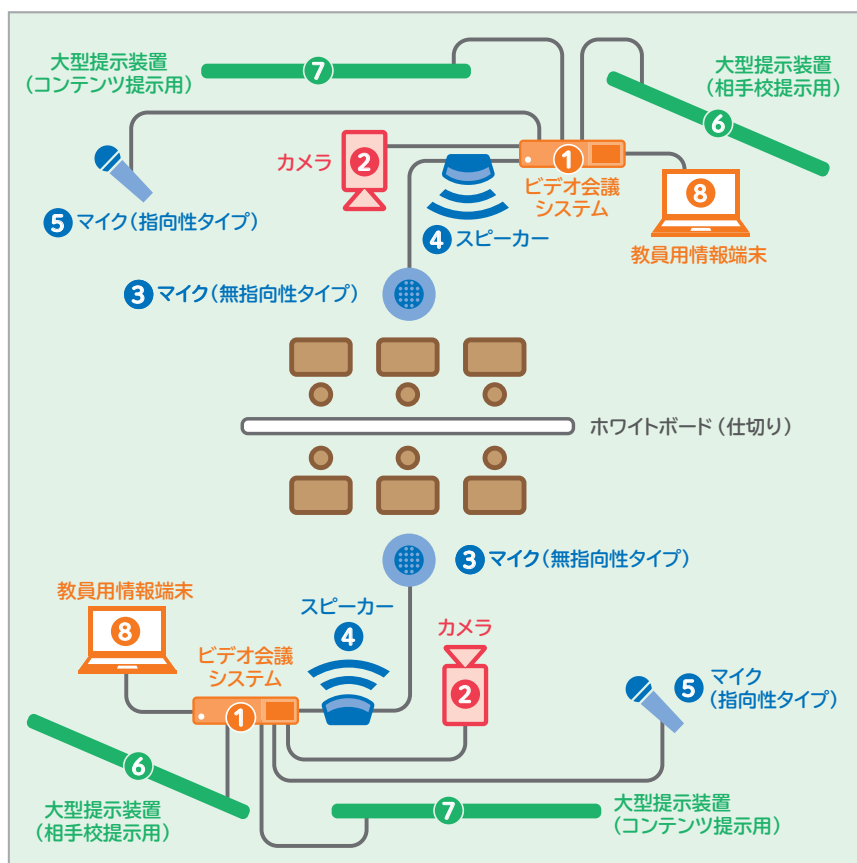 大型提示装置
(コンテンツ提示用)
7
大型提示装置
(相手校提示用)
6
カメラ
2
1
ビデオ会議
システム
8
教員用情報端末
5 マイク(指向性タイプ)
4 スピーカー
3 マイク(無指向性タイプ)
ホワイトボード(仕切り)
3 マイク(無指向性タイプ)
教員用情報端末
8
スピーカー
4
カメラ
2
ビデオ会議
システム
1
5 マイク
(指向性タイプ)
6
大型提示装置
(相手校提示用)
7
大型提示装置
(コンテンツ提示用)